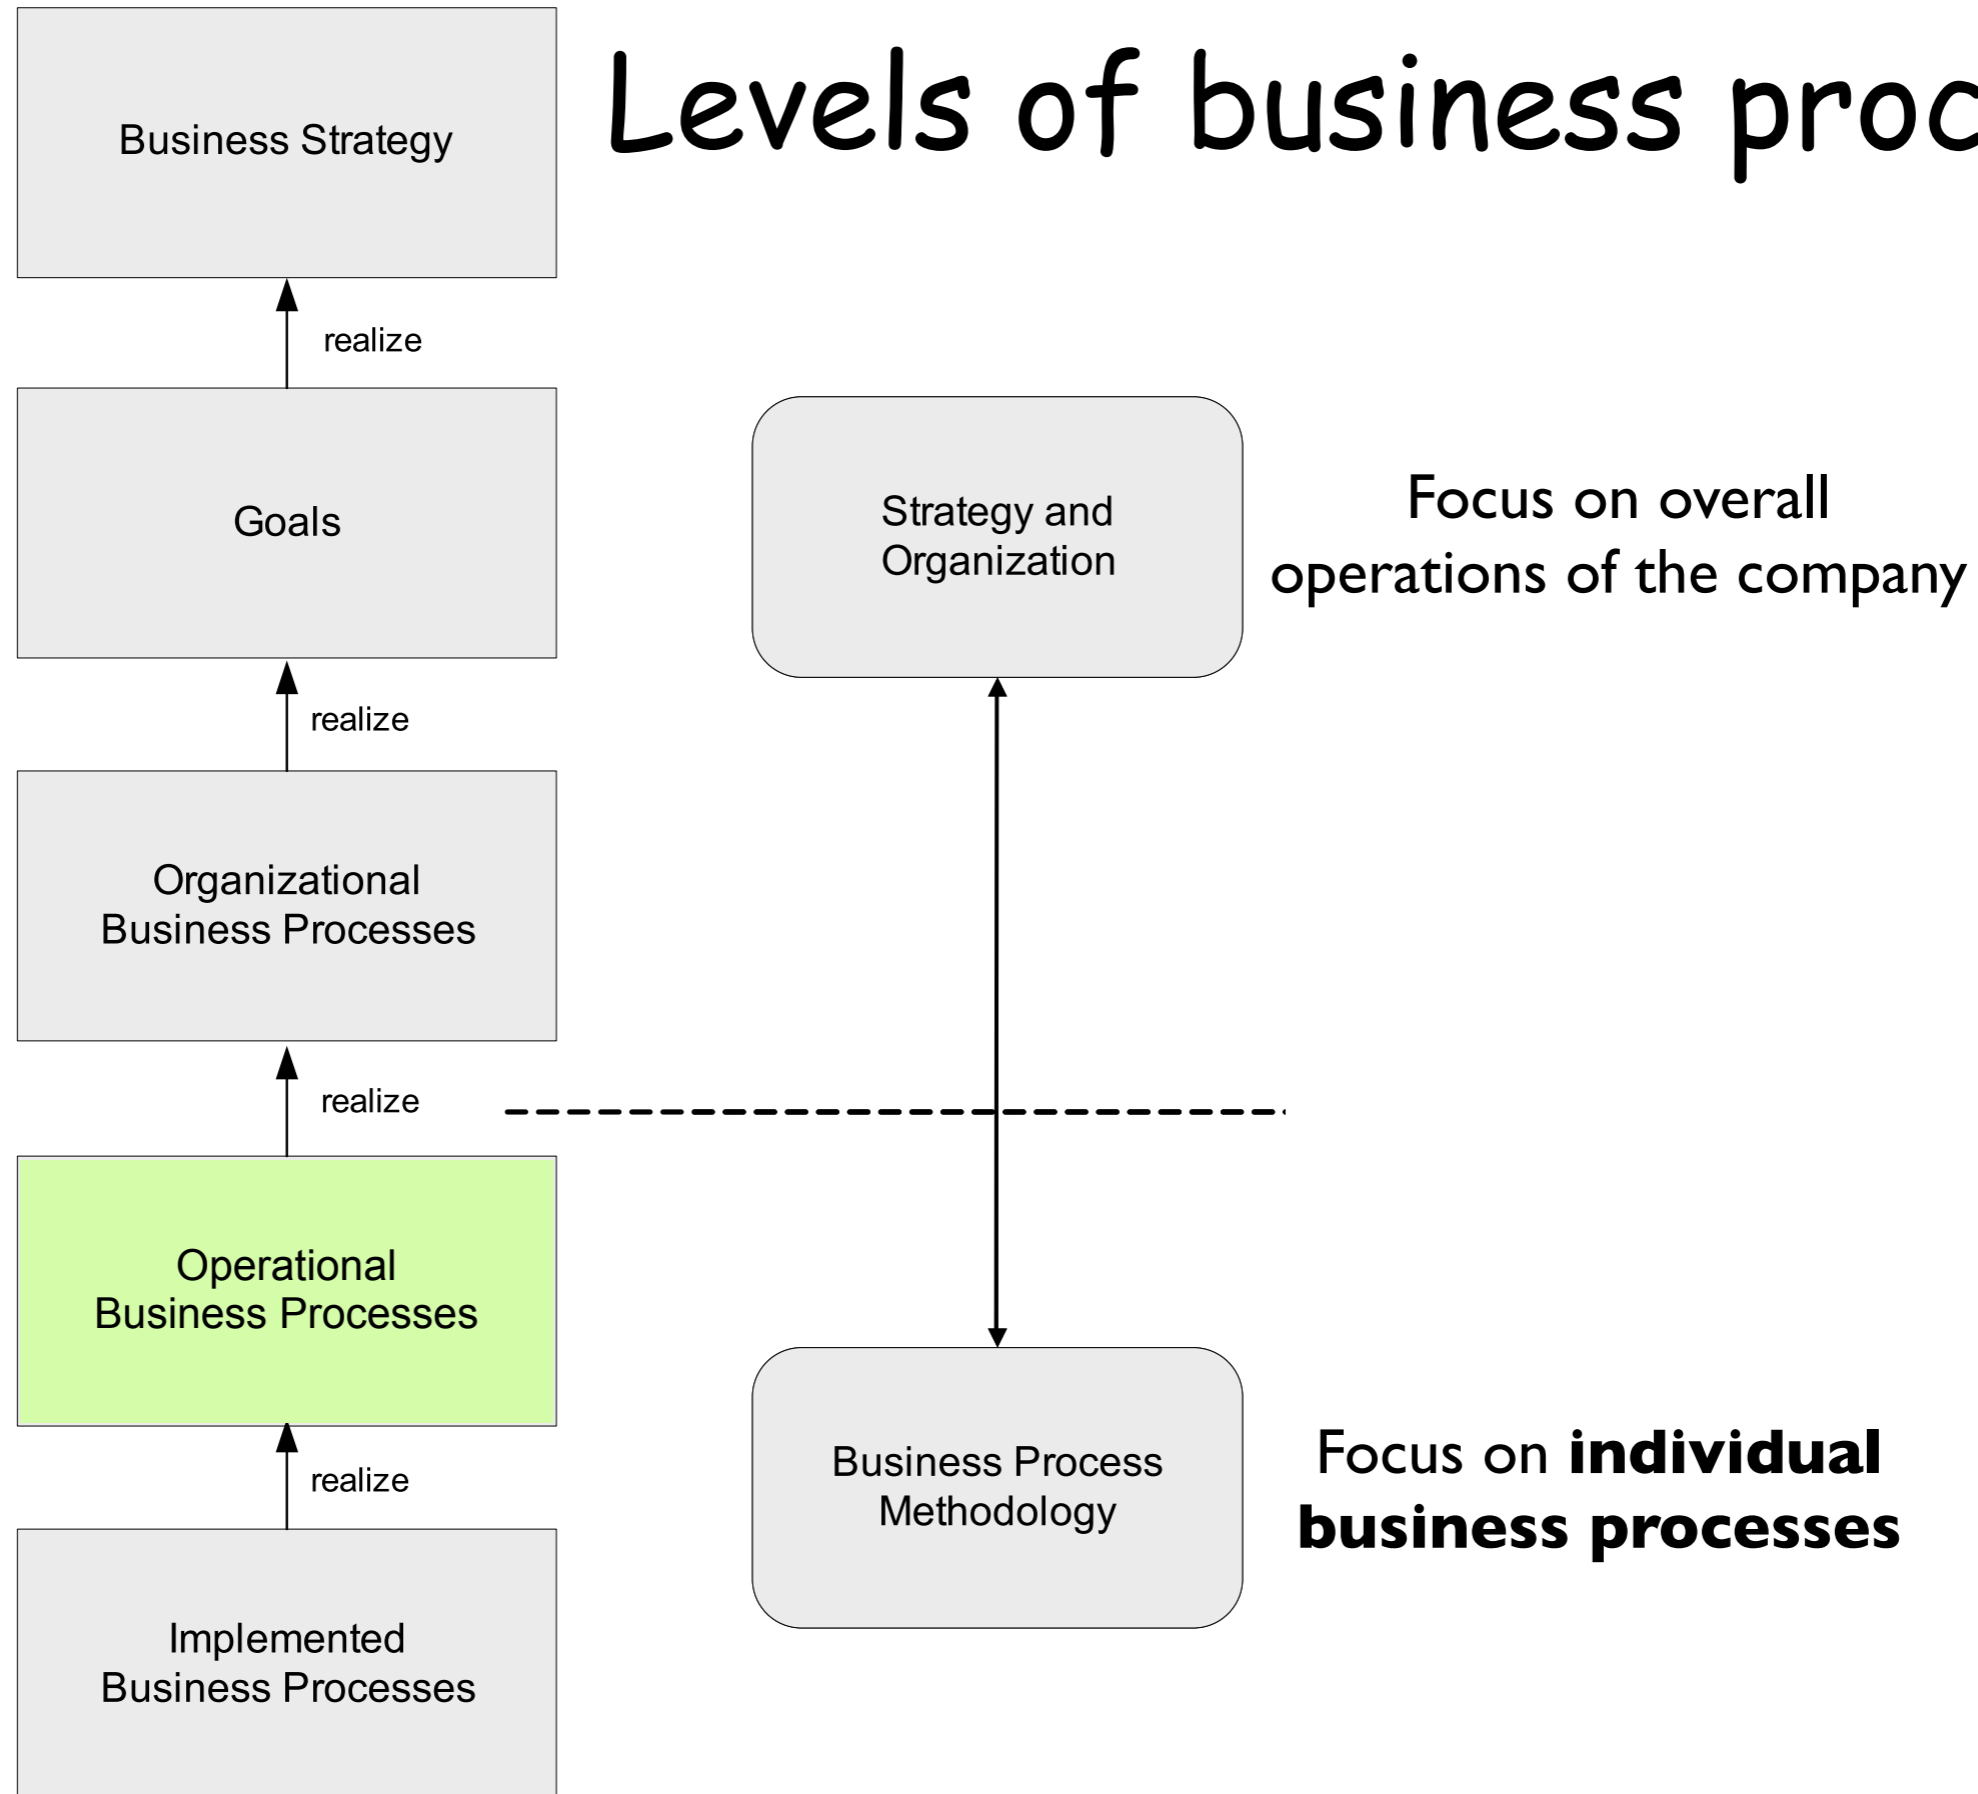 Levels of business proc
Business Strategy
realize
Goals
Strategy and
Organization
Focus on overall
operations of the company
realize
Organizational
Business Processes
realize
Operational
Business Processes
realize
Business Process
Methodology
Focus on individual
business processes
Implemented
Business Processes